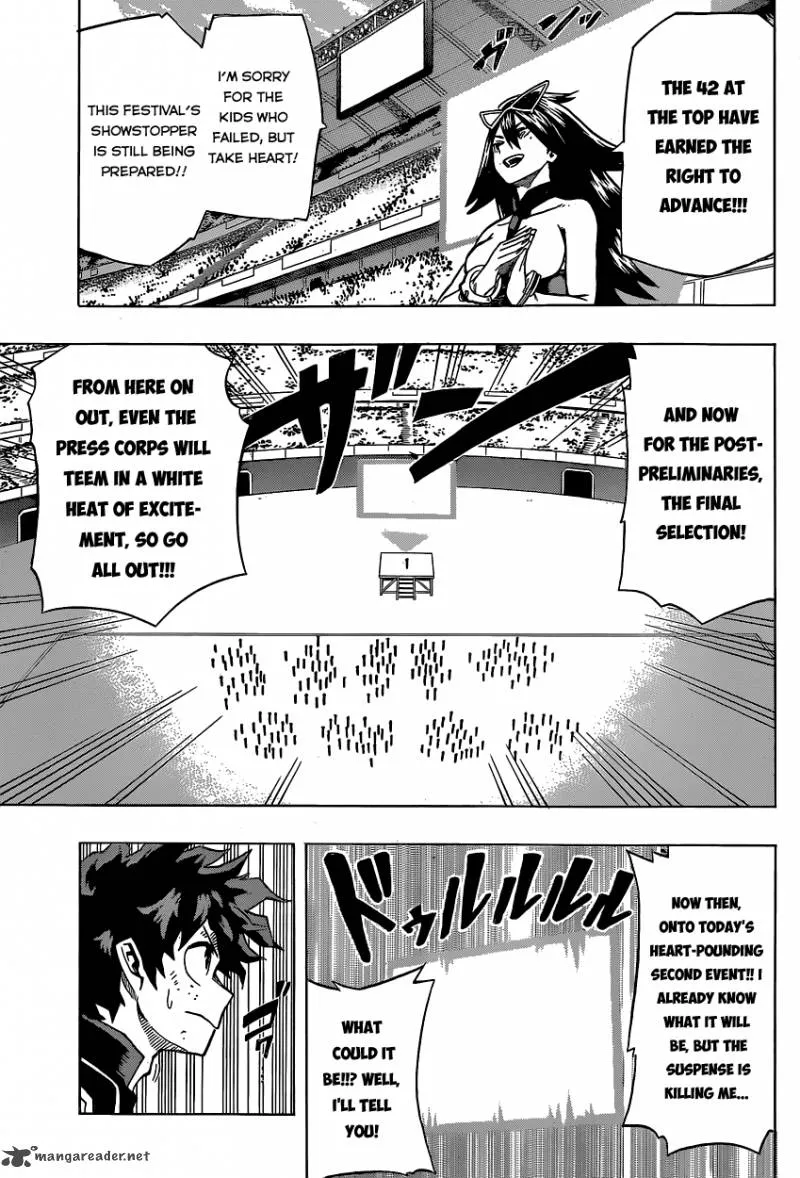 THE 42 AT
THE TOP HAVE
EARNED THE
RIGHT TO
ADVANCE!!!
I'M SORRY
FOR THE
KIDS WHO
FAILED, BUT
TAKE HEART!
THIS FESTIVAL'S
SHOWSTOPPER
IS STILL BEING
PREPARED!!
AND NOW
FOR THE POST-
PRELIMINARIES,
THE FINAL
SELECTION!
ザーン
1
FROM HERE ON
OUT, EVEN THE
PRESS CORPS WILL
TEEM IN A WHITE
HEAT OF EXCITE-
MENT, SO GO
ALL OUT!!!
NOW THEN,
ONTO TODAY'S
HEART-POUNDING
SECOND EVENT!! I
ALREADY KNOW
WHAT IT WILL
BE, BUT THE
SUSPENSE IS
KILLING ME...
ドゥルルルルル
WHAT
COULD IT
BE!!? WELL,
I'LL TELL
YOU!
mangareader.net